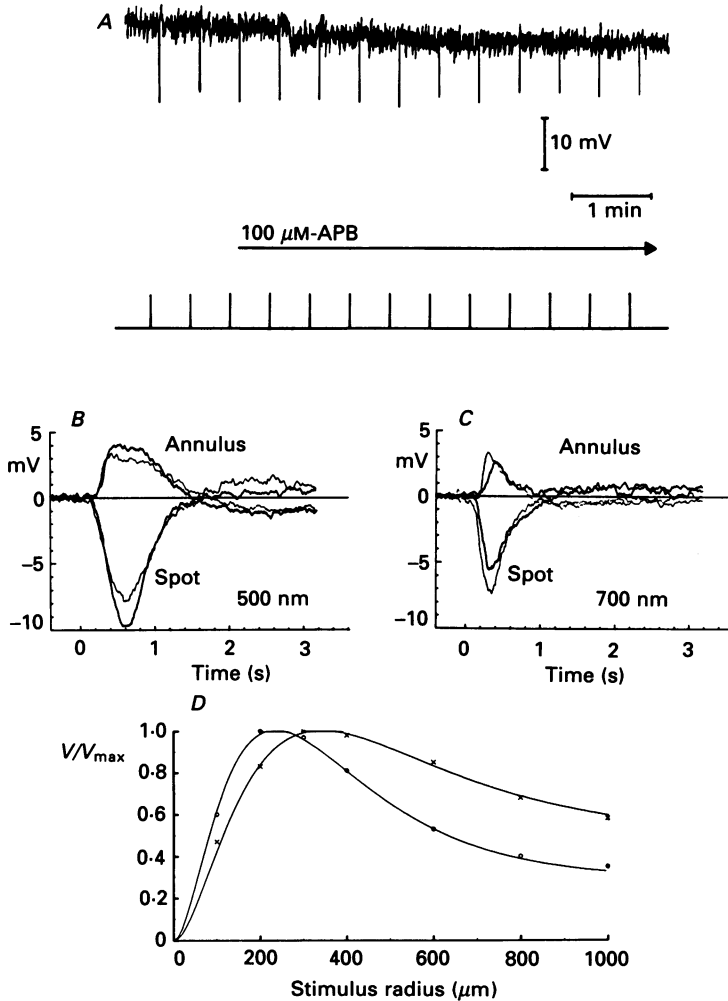 A
10 mV
1 min
100 μM-APB
B
C
5
mV
0
−5
−10
Annulus
Spot
500 nm
0 1 2 3
Time (s)
5
mV
0
−5
−10
Annulus
Spot
700 nm
0 1 2 3
Time (s)
D
V/Vmax
1·0
0·8
0·6
0·4
0·2
0
0 200 400 600 800 1000
Stimulus radius (μm)